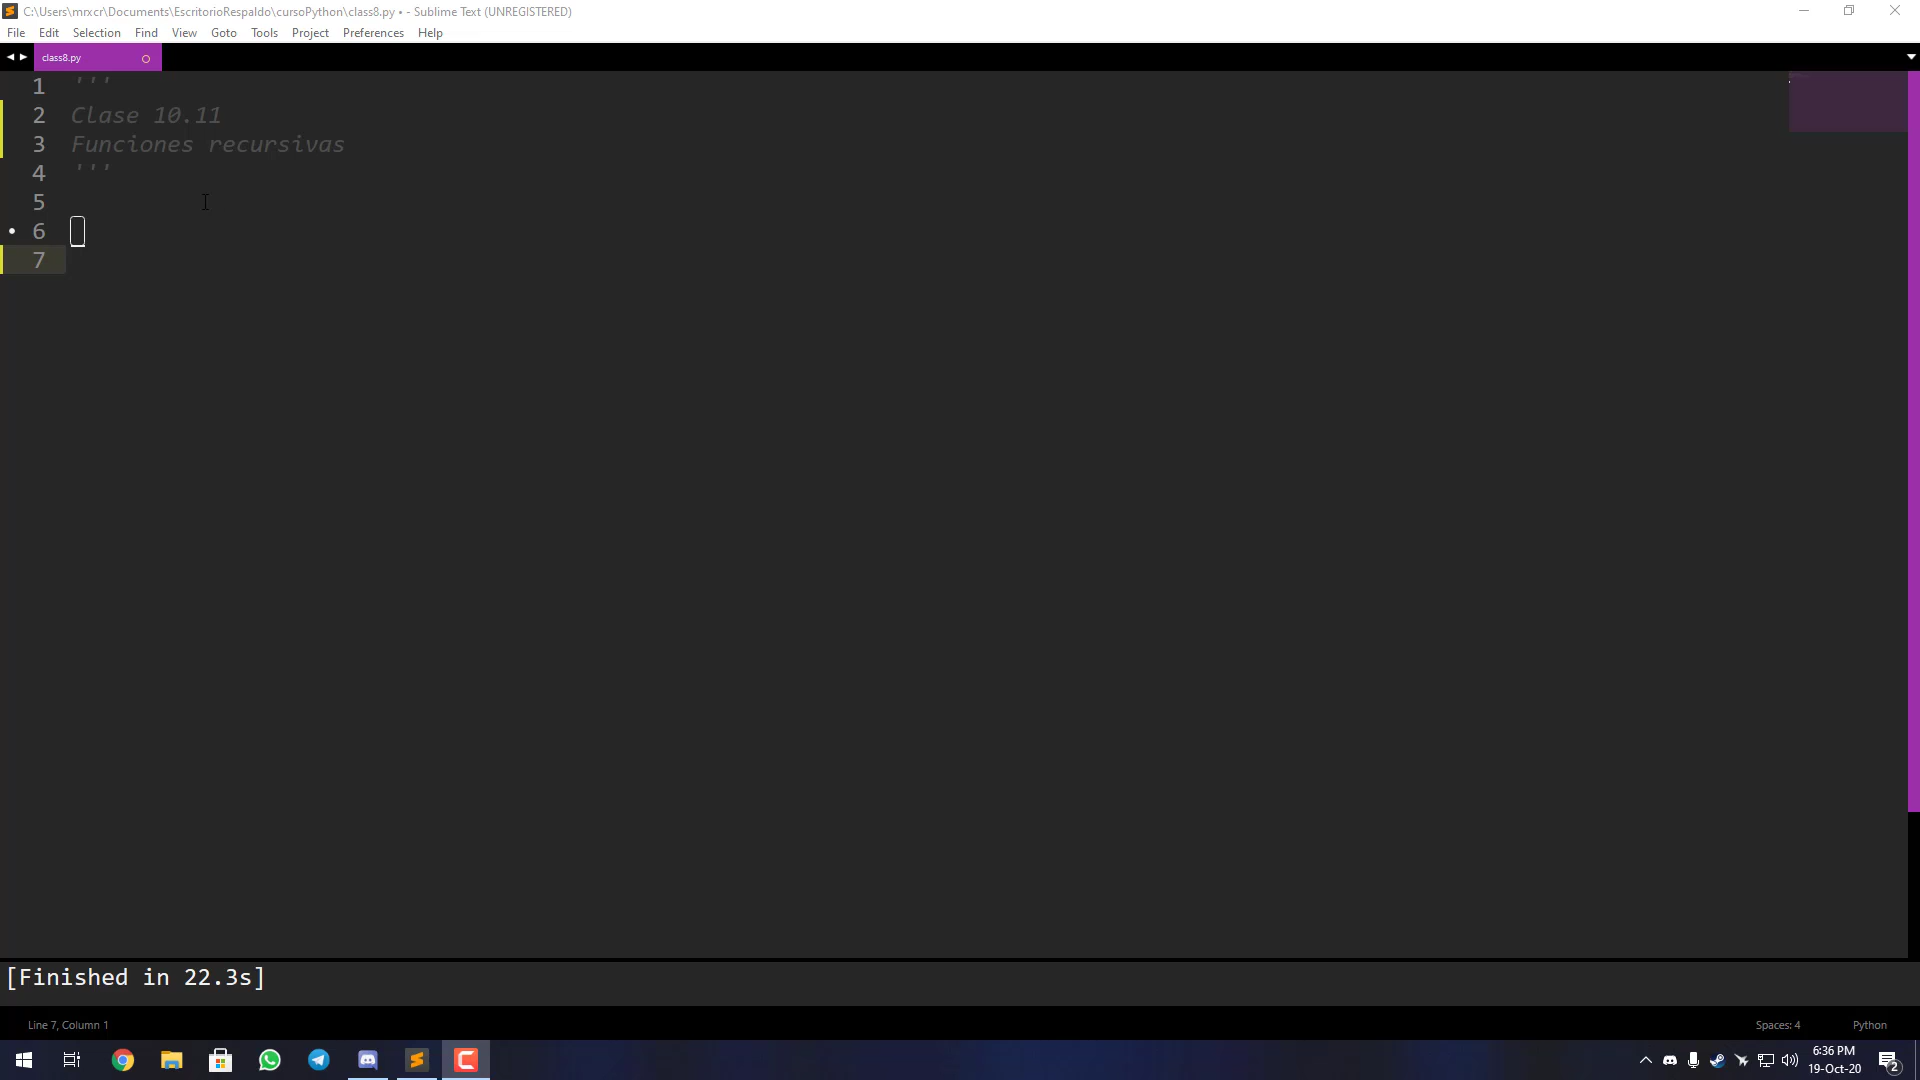 C:\Users\mrxcr\Documents\EscritorioRespaldo\cursoPython\class8.py • - Sublime Text (UNREGISTERED)
File Edit Selection Find View Goto Tools Project Preferences Help
class8.py
1 '''
2 Clase 10.11
3 Funciones recursivas
4 '''
5
6
7
[Finished in 22.3s]
Line 7, Column 1 Spaces: 4 Python
6:36 PM
19-Oct-20
2